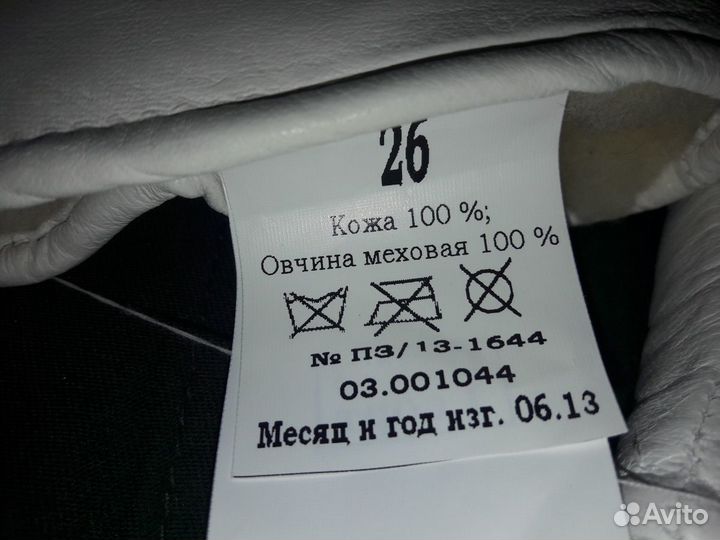 26
Кожа 100 %;
Овчина меховая 100 %
№ ПЗ/13-1644
03.001044
Месяц и год изг. 06.13
Avito